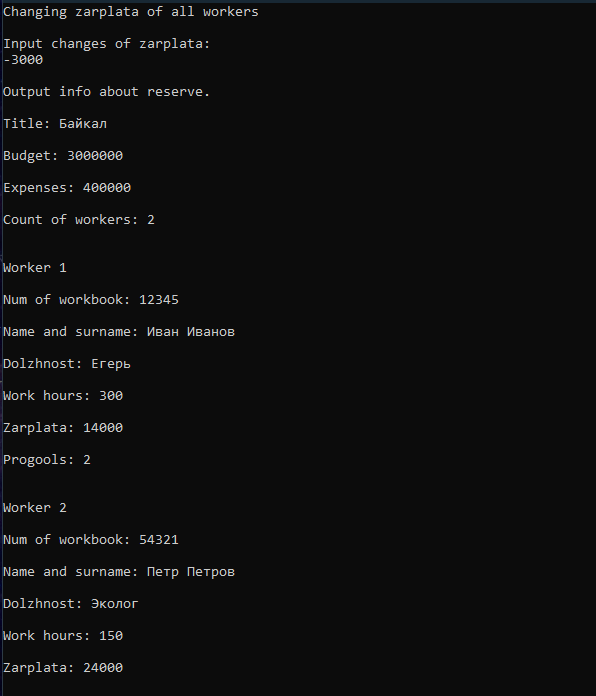 Changing zarplata of all workers
Input changes of zarplata:
-3000
Output info about reserve.
Title: Байкал
Budget: 3000000
Expenses: 400000
Count of workers: 2
Worker 1
Num of workbook: 12345
Name and surname: Иван Иванов
Dolzhnost: Егерь
Work hours: 300
Zarplata: 14000
Progools: 2
Worker 2
Num of workbook: 54321
Name and surname: Петр Петров
Dolzhnost: Эколог
Work hours: 150
Zarplata: 24000